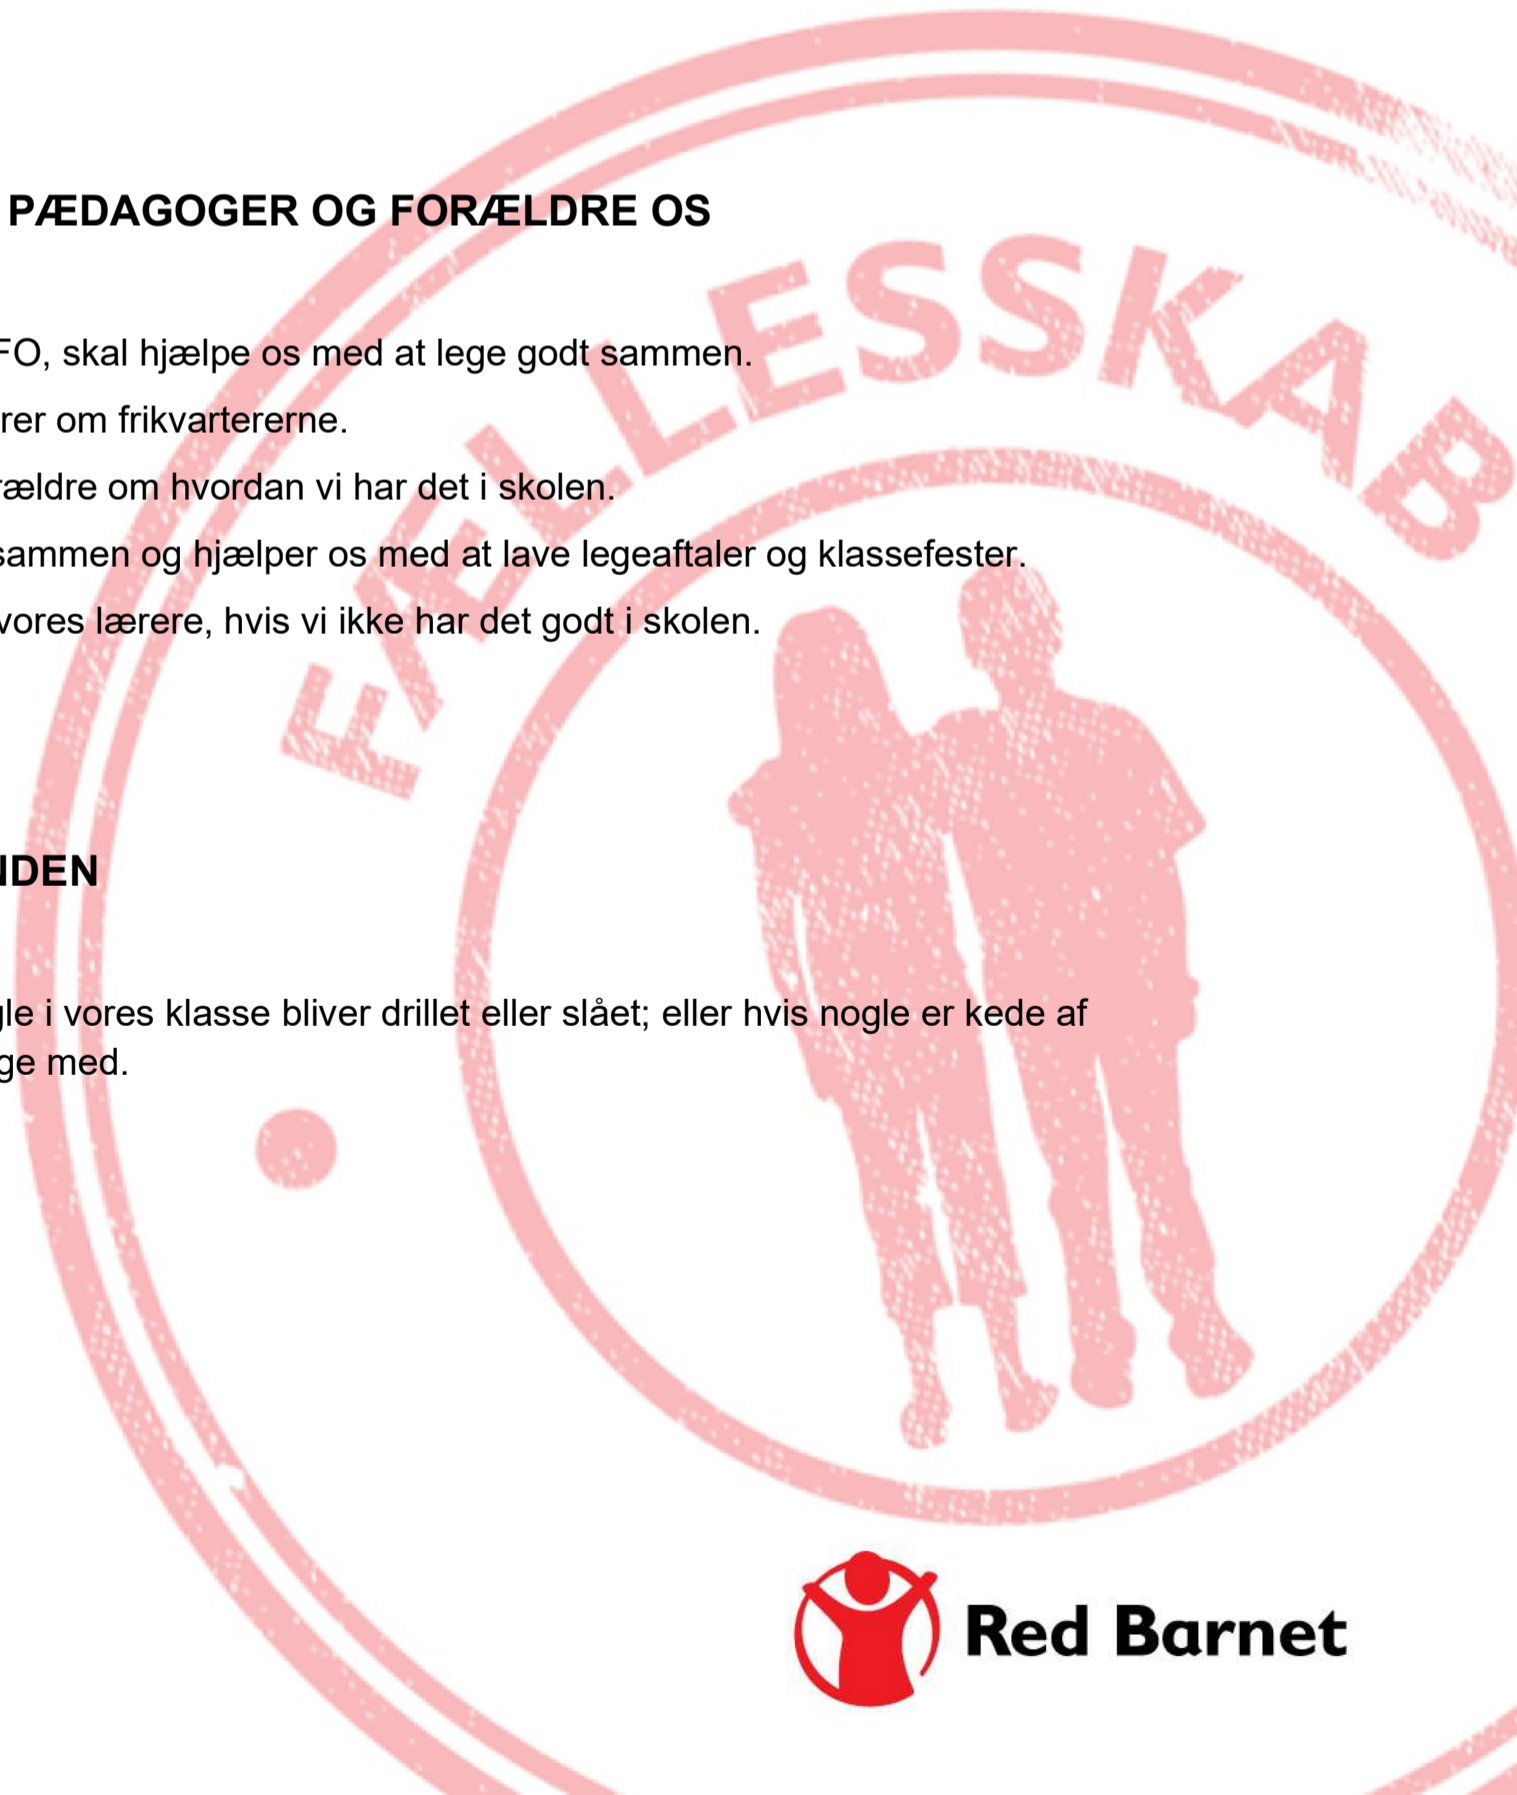 PÆDAGOGER OG FORÆLDRE OS
FO, skal hjælpe os med at lege godt sammen.
rer om frikvartererne.
rældre om hvordan vi har det i skolen.
sammen og hjælper os med at lave legeaftaler og klassefester.
vores lærere, hvis vi ikke har det godt i skolen.
NDEN
gle i vores klasse bliver drillet eller slået; eller hvis nogle er kede af
ge med.
FÆLLESSKAB
Red Barnet